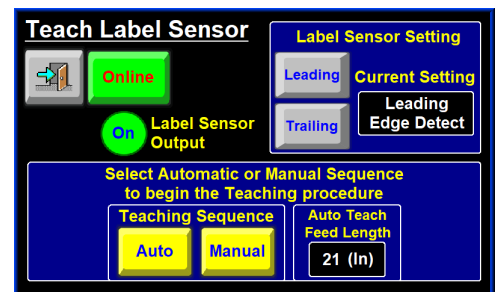 Teach Label Sensor
Online
On
Label Sensor
Output
Label Sensor Setting
Leading
Current Setting
Leading
Edge Detect
Trailing
Select Automatic or Manual Sequence
to begin the Teaching procedure
Teaching Sequence
Auto
Manual
Auto Teach
Feed Length
21 (In)